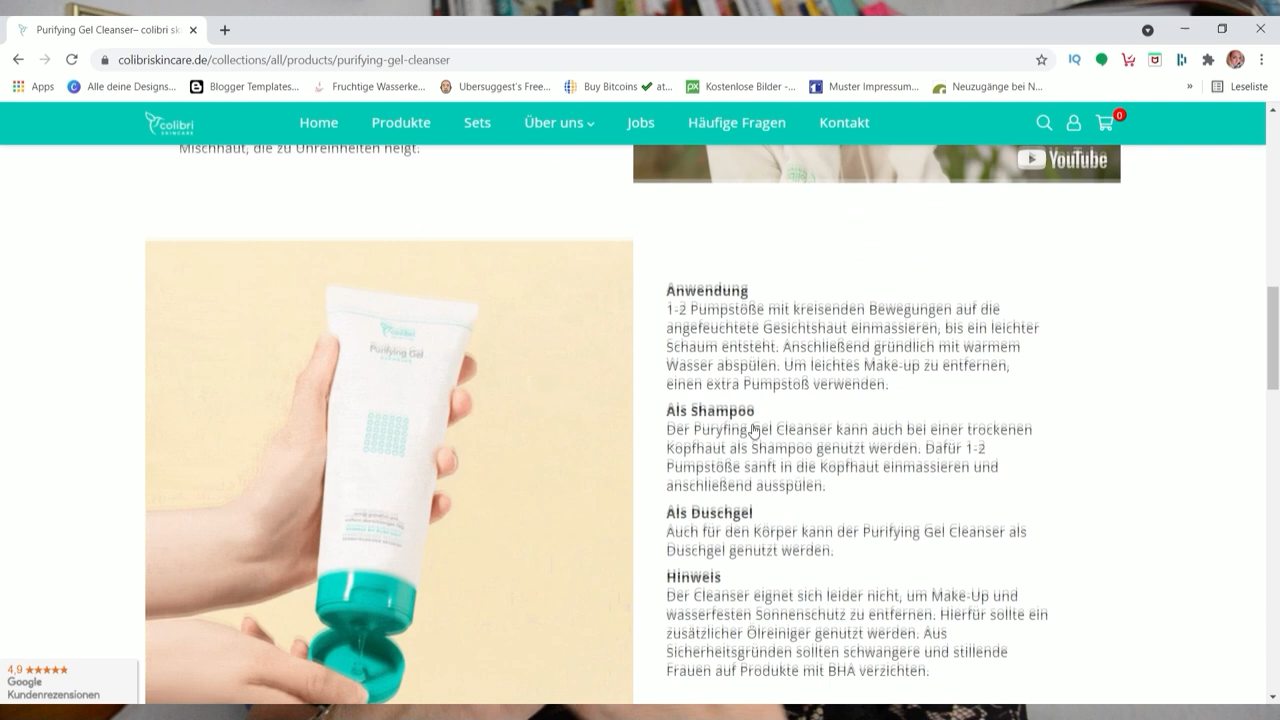 Purifying Gel Cleanser– colibri sk
colibriskincare.de/collections/all/products/purifying-gel-cleanser
Apps
Alle deine Designs...
Blogger Templates...
Fruchtige Wasserke...
Ubersuggest's Free...
Buy Bitcoins ✔ at...
Kostenlose Bilder -...
Muster Impressum...
Neuzugänge bei N...
»
Leseliste
colibri
SKINCARE
Home
Produkte
Sets
Über uns
Jobs
Häufige Fragen
Kontakt
0
Mischhaut, die zu Unreinheiten neigt.
YouTube
Anwendung
1-2 Pumpstöße mit kreisenden Bewegungen auf die
angefeuchtete Gesichtshaut einmassieren, bis ein leichter
Schaum entsteht. Anschließend gründlich mit warmem
Wasser abspülen. Um leichtes Make-up zu entfernen,
einen extra Pumpstoß verwenden.
Als Shampoo
Der Puryfing Gel Cleanser kann auch bei einer trockenen
Kopfhaut als Shampoo genutzt werden. Dafür 1-2
Pumpstöße sanft in die Kopfhaut einmassieren und
anschließend ausspülen.
Als Duschgel
Auch für den Körper kann der Purifying Gel Cleanser als
Duschgel genutzt werden.
Hinweis
Der Cleanser eignet sich leider nicht, um Make-Up und
wasserfesten Sonnenschutz zu entfernen. Hierfür sollte ein
zusätzlicher Ölreiniger genutzt werden. Aus
Sicherheitsgründen sollten schwangere und stillende
Frauen auf Produkte mit BHA verzichten.
colibri
Purifying Gel
CLEANSER
4,9 ★★★★★
Google
Kundenrezensionen